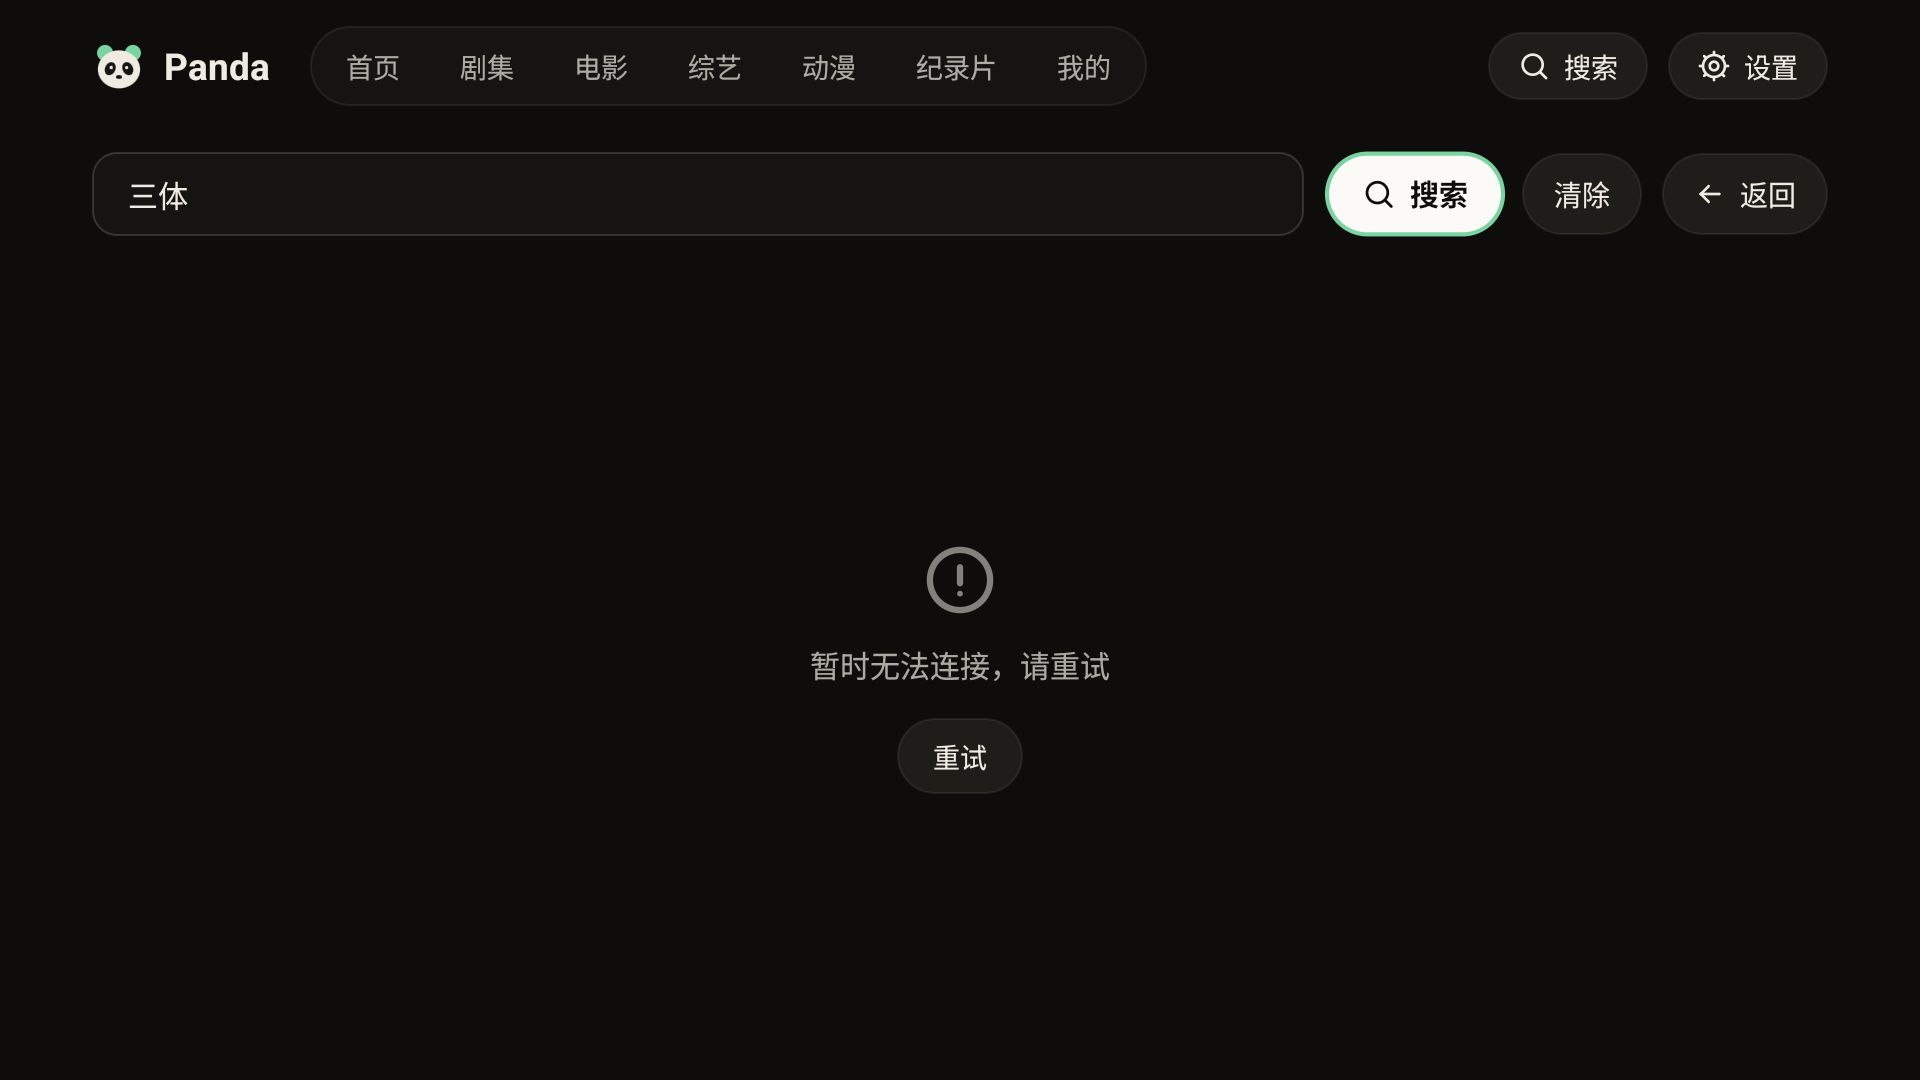 Panda 首页 剧集 电影 综艺 动漫 纪录片 我的 搜索 设置
三体 搜索 清除 返回
暂时无法连接，请重试
重试